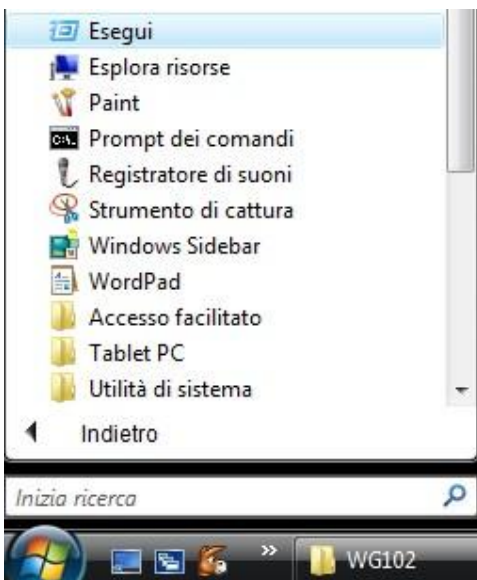 Esegui
Esplora risorse
Paint
Prompt dei comandi
Registratore di suoni
Strumento di cattura
Windows Sidebar
WordPad
Accesso facilitato
Tablet PC
Utilità di sistema
Indietro
Inizia ricerca
WG102